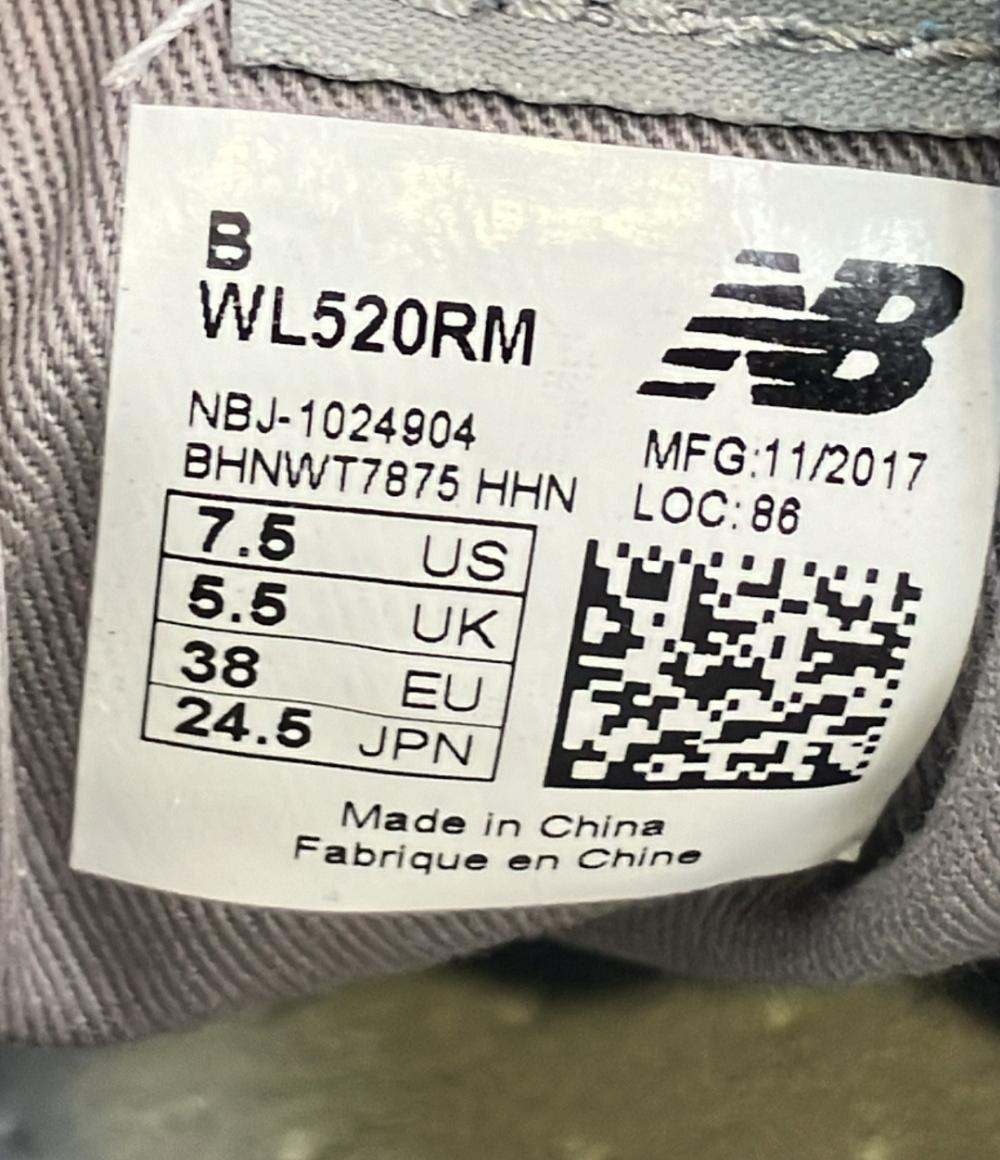 B
WL520RM
NB
NBJ-1024904
BHNWT7875 HHN
MFG:11/2017
LOC:86
7.5 US
5.5 UK
38 EU
24.5 JPN
Made in China
Fabrique en Chine